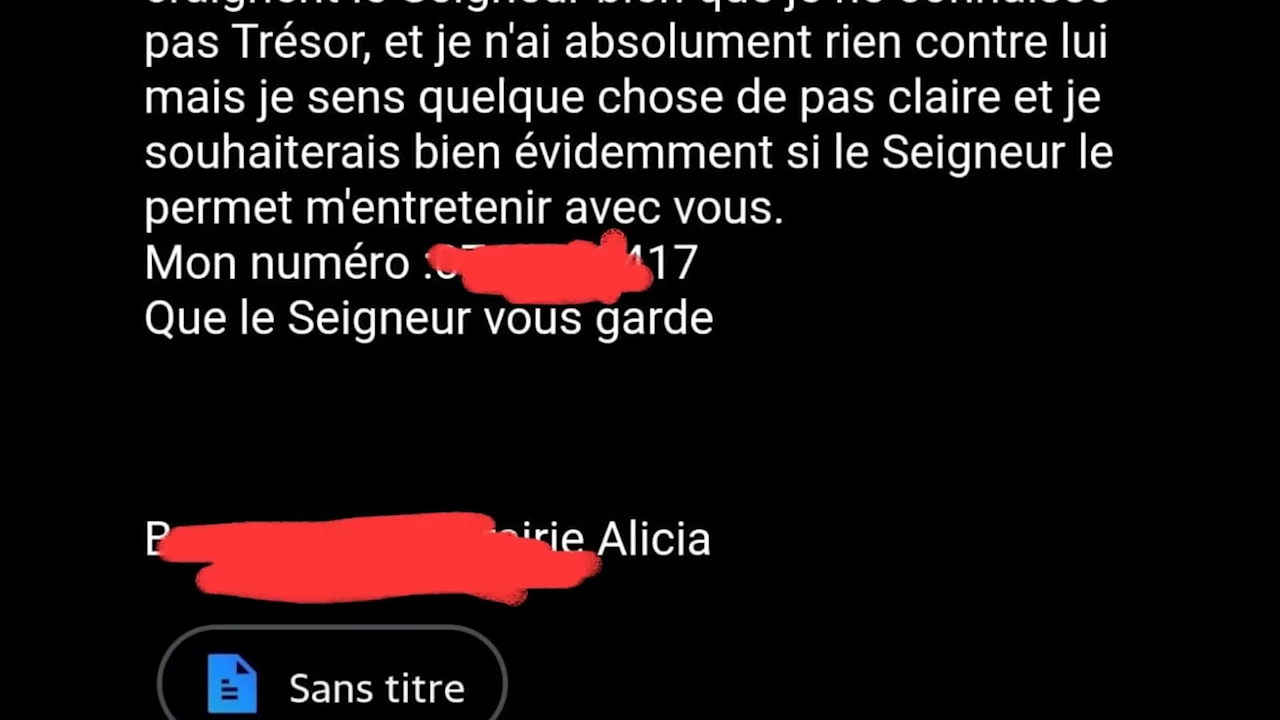 pas Trésor, et je n'ai absolument rien contre lui
mais je sens quelque chose de pas claire et je
souhaiterais bien évidemment si le Seigneur le
permet m'entretenir avec vous.
Mon numéro :
Que le Seigneur vous garde
Alicia
Sans titre